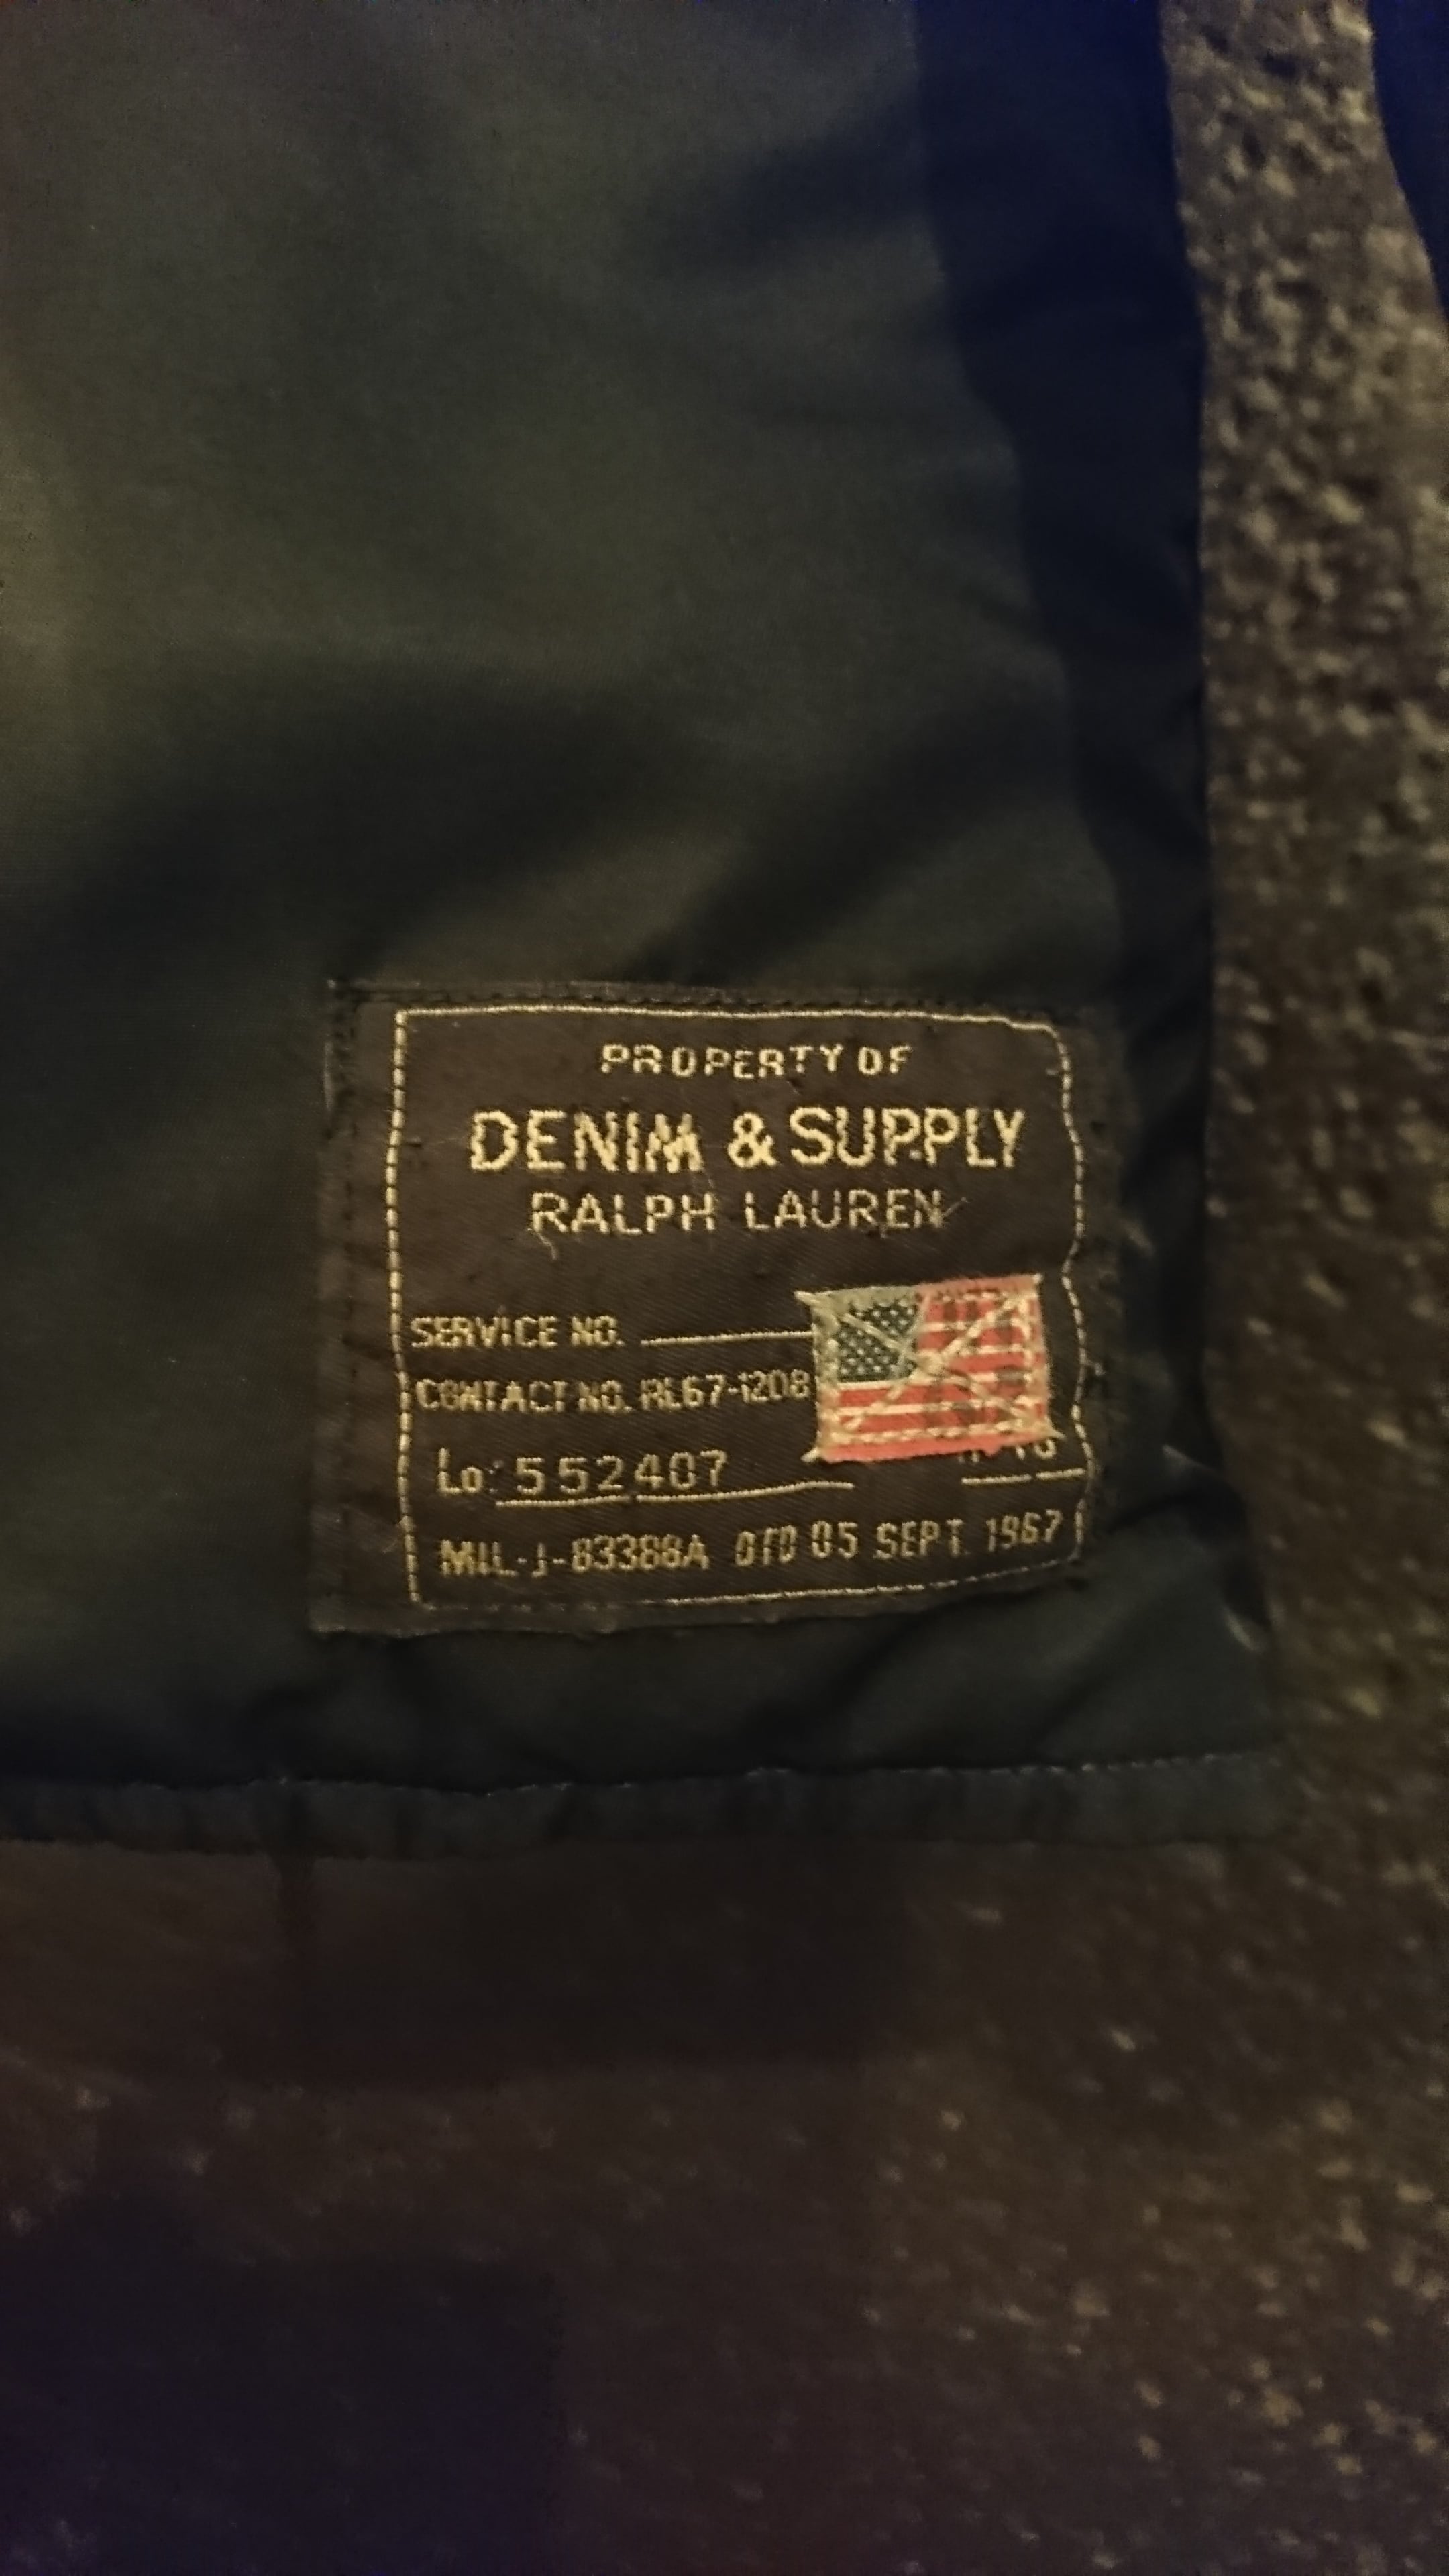 PROPERTY OF
DENIM & SUPPLY
RALPH LAUREN
SERVICE NO.
CONTACT NO. RL67-1208
Lo: 552407
MIL-J-83388A DTD 05 SEPT. 1967